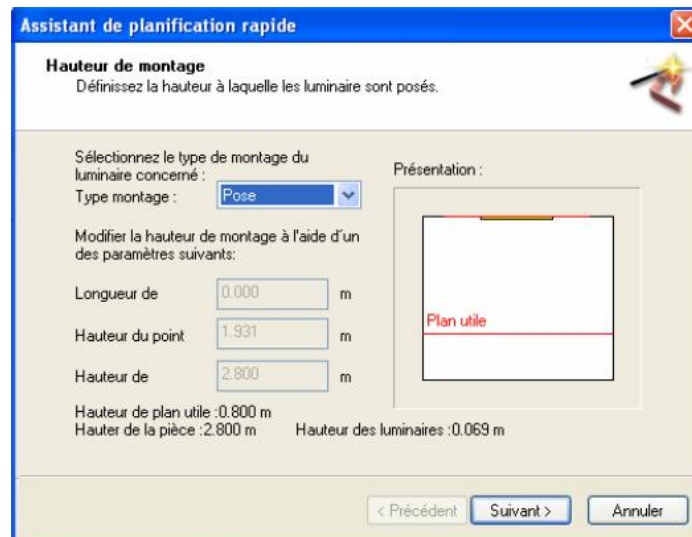 Assistant de planification rapide
Hauteur de montage
Définissez la hauteur à laquelle les luminaire sont posés.
Sélectionnez le type de montage du
luminaire concerné :
Type montage :
Pose
Modifier la hauteur de montage à l'aide d'un
des paramètres suivants:
Longueur de
0.000
m
Hauteur du point
1.931
m
Hauteur de
2.800
m
Hauteur de plan utile :0.800 m
Hauter de la pièce :2.800 m
Hauteur des luminaires :0.069 m
Présentation :
Plan utile
< Précédent
Suivant >
Annuler